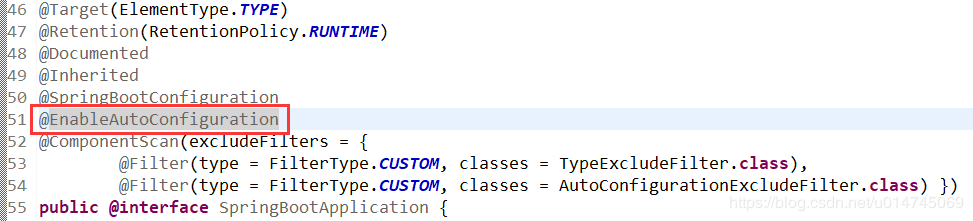 46 @Target(ElementType.TYPE)
47 @Retention(RetentionPolicy.RUNTIME)
48 @Documented
49 @Inherited
50 @SpringBootConfiguration
51 @EnableAutoConfiguration
52 @ComponentScan(excludeFilters = {
53 @Filter(type = FilterType.CUSTOM, classes = TypeExcludeFilter.class),
54 @Filter(type = FilterType.CUSTOM, classes = AutoConfigurationExcludeFilter.class) })
55 public @interface SpringBootApplication {
https://blog.csdn.net/u014745069